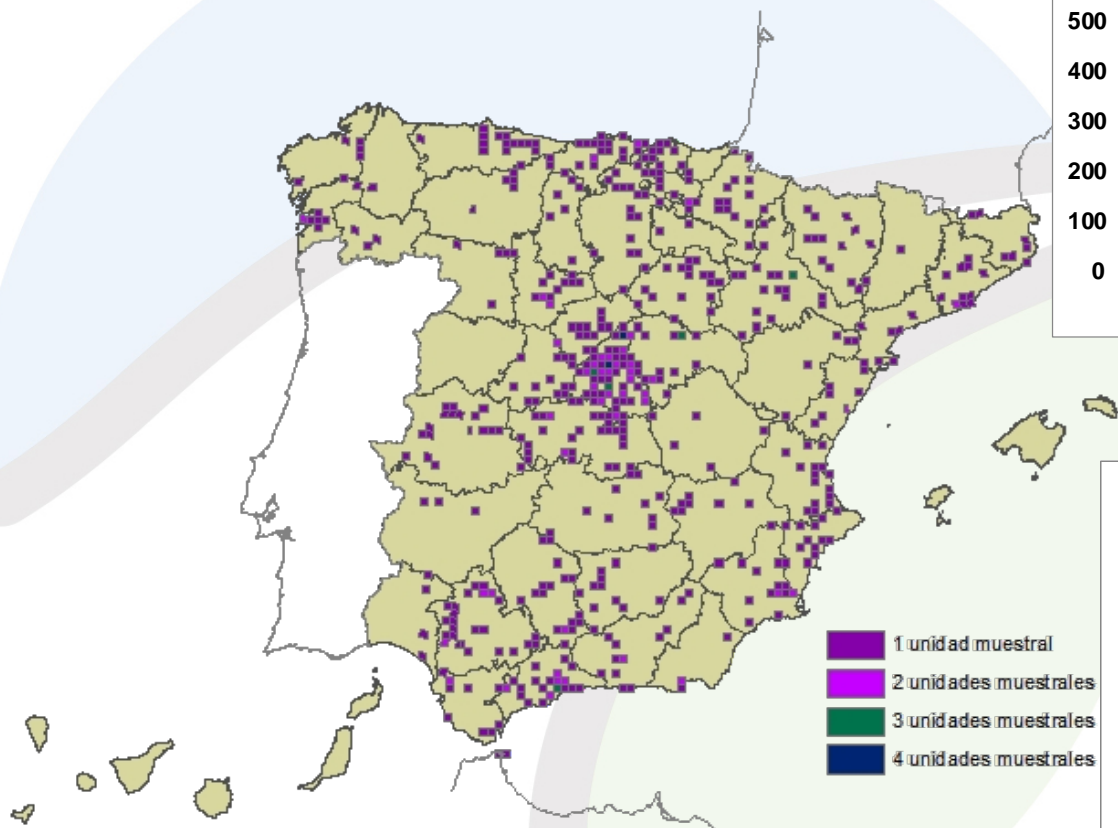 500
400
300
200
100
0
1 unidad muestral
2 unidades muestrales
3 unidades muestrales
4 unidades muestrales